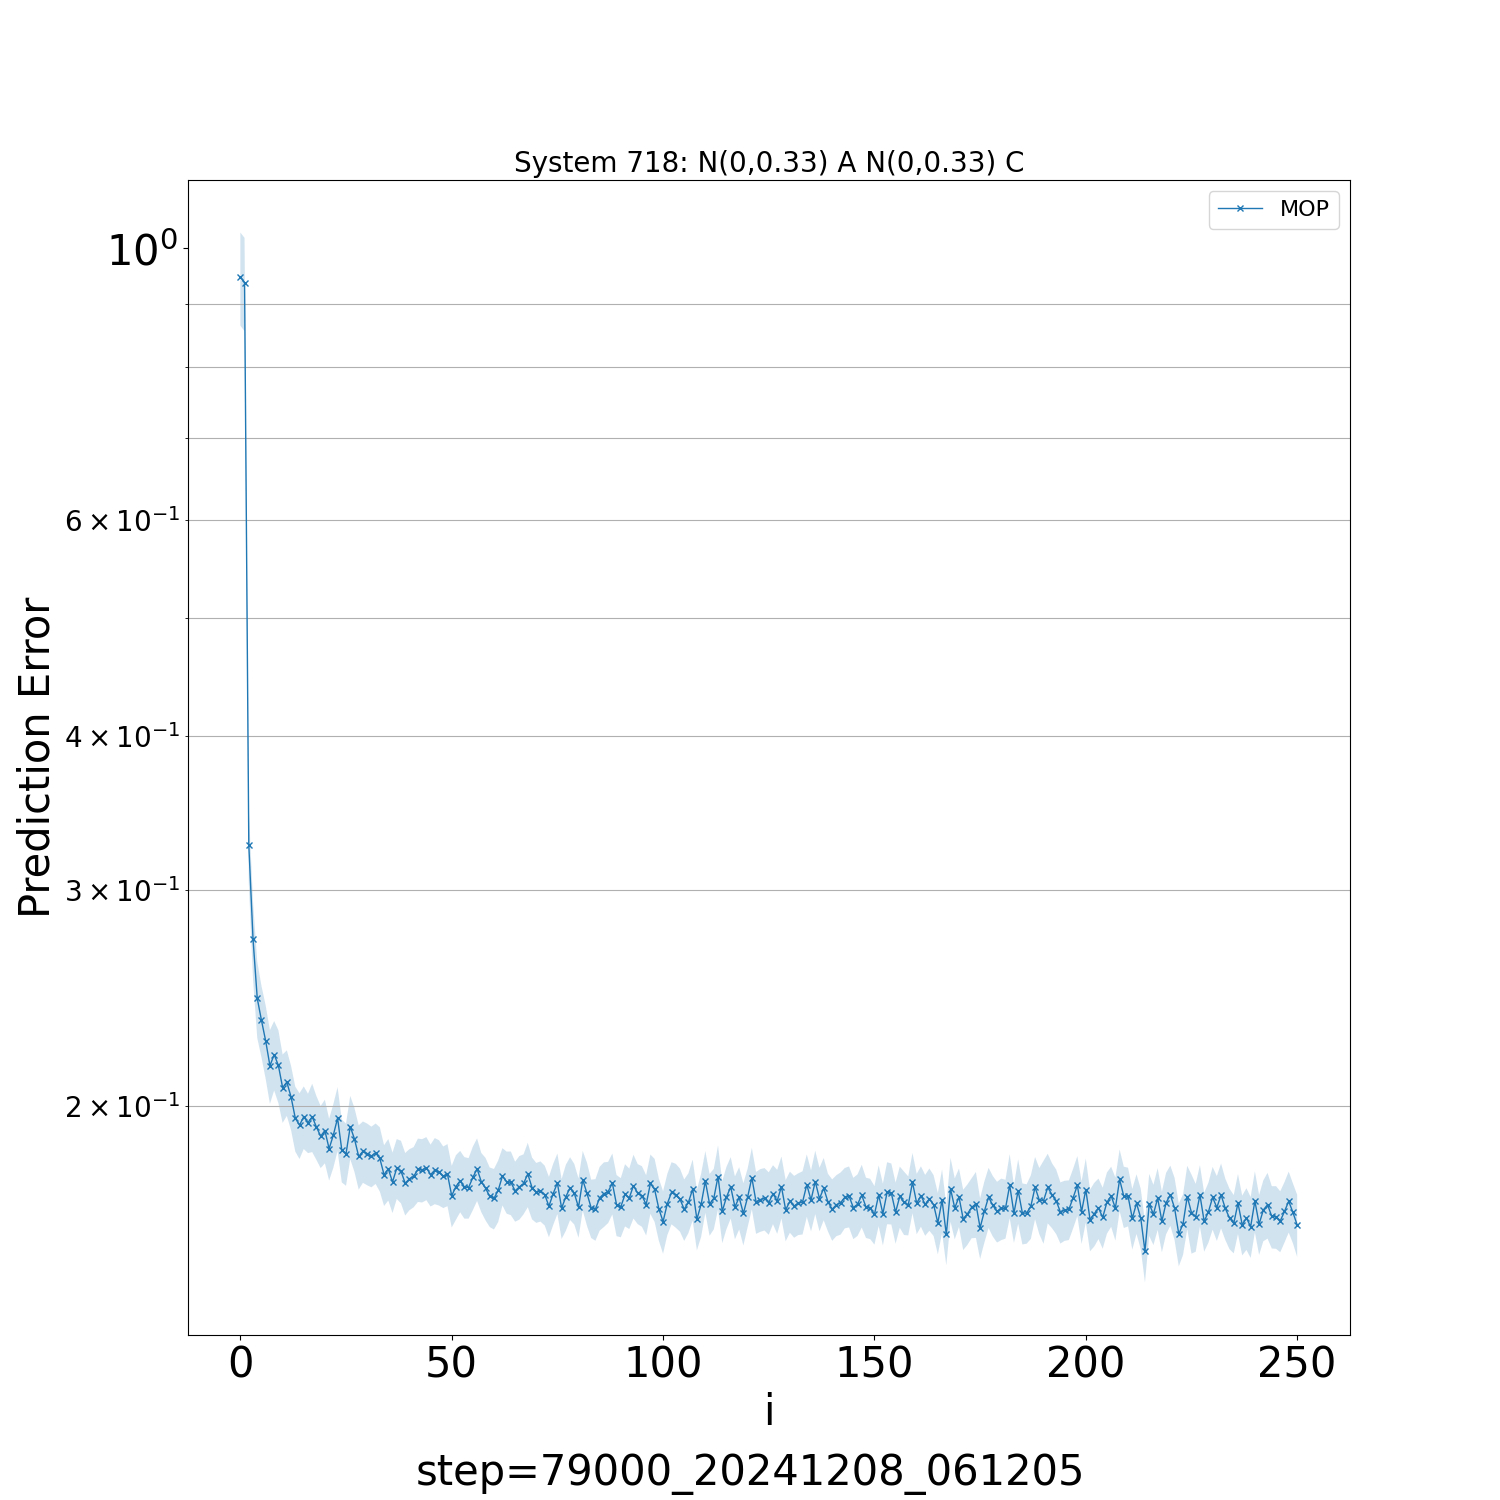 System 718: N(0,0.33) A N(0,0.33) C
MOP
10⁰
6 × 10⁻¹
4 × 10⁻¹
3 × 10⁻¹
2 × 10⁻¹
Prediction Error
0 50 100 150 200 250
i
step=79000_20241208_061205